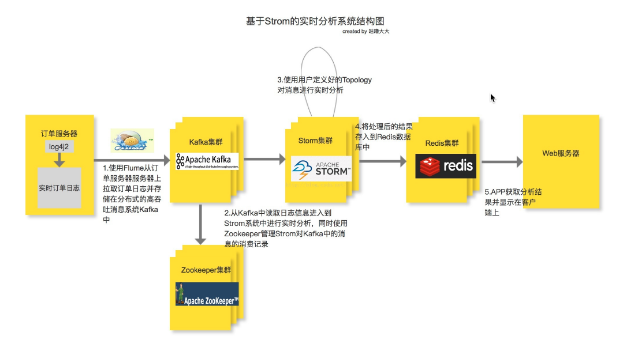 基于Strom的实时分析系统结构图
3.使用用户定义好的Topology
对消息进行实时分析
订单服务器
log4j2
实时订单日志
1.使用Flume从订
单服务器服务器上
拉取订单日志并存
储在分布式的高吞
吐消息系统Kafka
中
Kafka集群
Apache Kafka
2.从Kafka中读取日志信息进入到
Strom系统中进行实时分析，同时使用
Zookeeper管理Strom对Kafka中的消
息的消费记录
Zookeeper集群
Apache ZooKeeper
Storm集群
APACHE
STORM
4.将处理后的结果
存入到Redis数据
库中
Redis集群
redis
5.APP获取分析结
果并显示在客户
端上
Web服务器